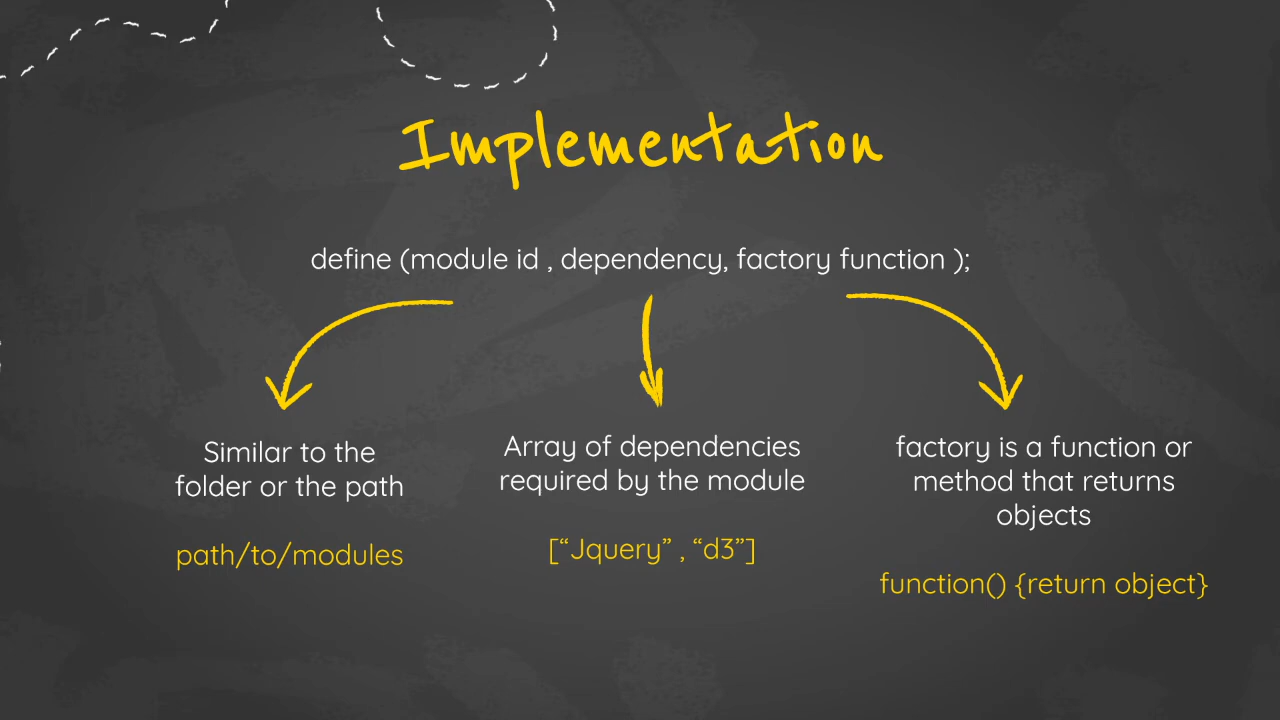 Implementation
define (module id , dependency, factory function );
Similar to the
folder or the path
path/to/modules
Array of dependencies
required by the module
[“Jquery” , “d3”]
factory is a function or
method that returns
objects
function() {return object}